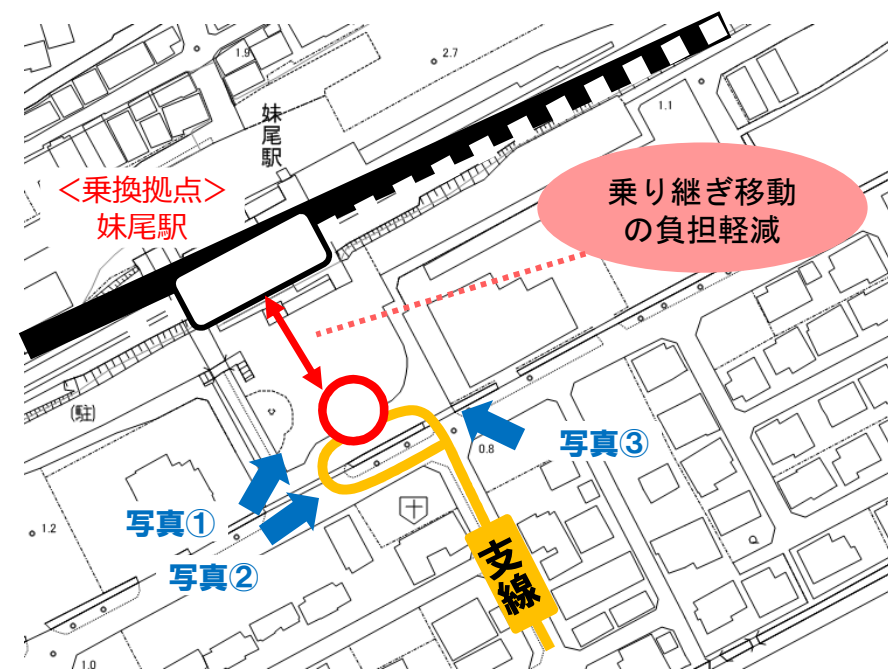 1.9
2.7
1.1
妹尾駅
<乗換拠点>
妹尾駅
乗り継ぎ移動
の負担軽減
(駐)
写真③
0.8
写真①
1.2
写真②
支線
1.0